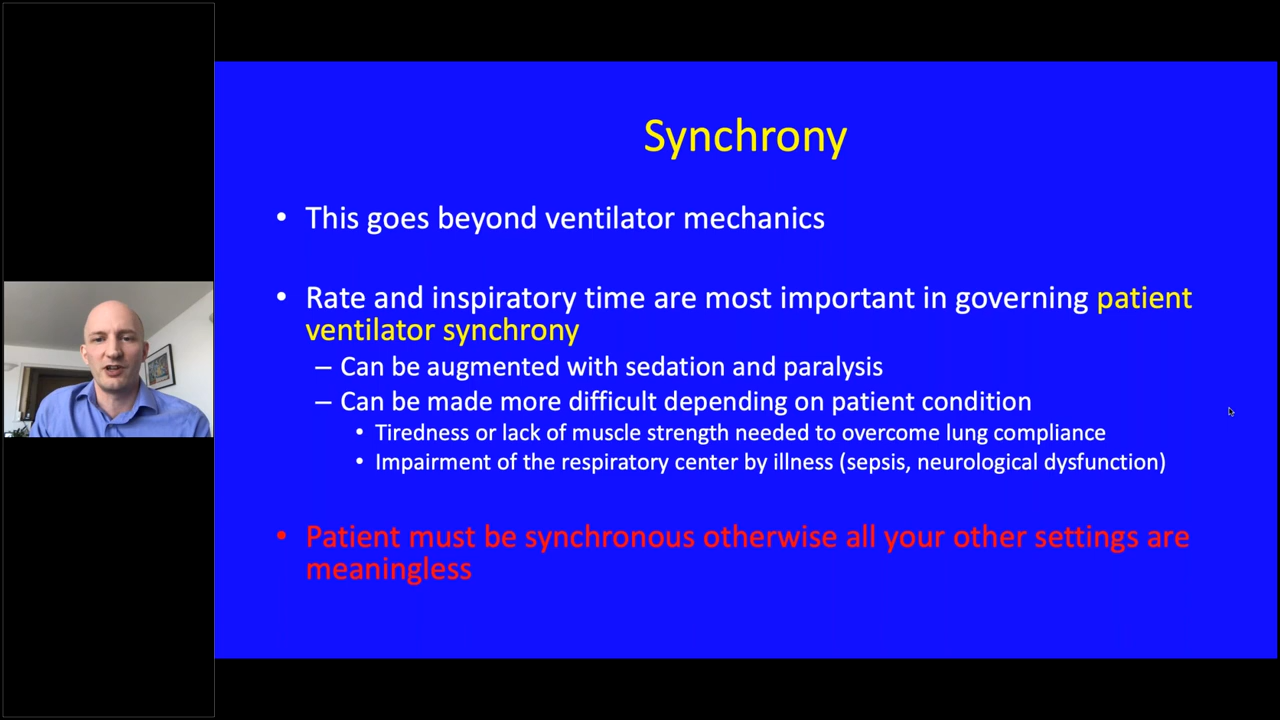 Synchrony
• This goes beyond ventilator mechanics
• Rate and inspiratory time are most important in governing patient
ventilator synchrony
– Can be augmented with sedation and paralysis
– Can be made more difficult depending on patient condition
• Tiredness or lack of muscle strength needed to overcome lung compliance
• Impairment of the respiratory center by illness (sepsis, neurological dysfunction)
• Patient must be synchronous otherwise all your other settings are
meaningless